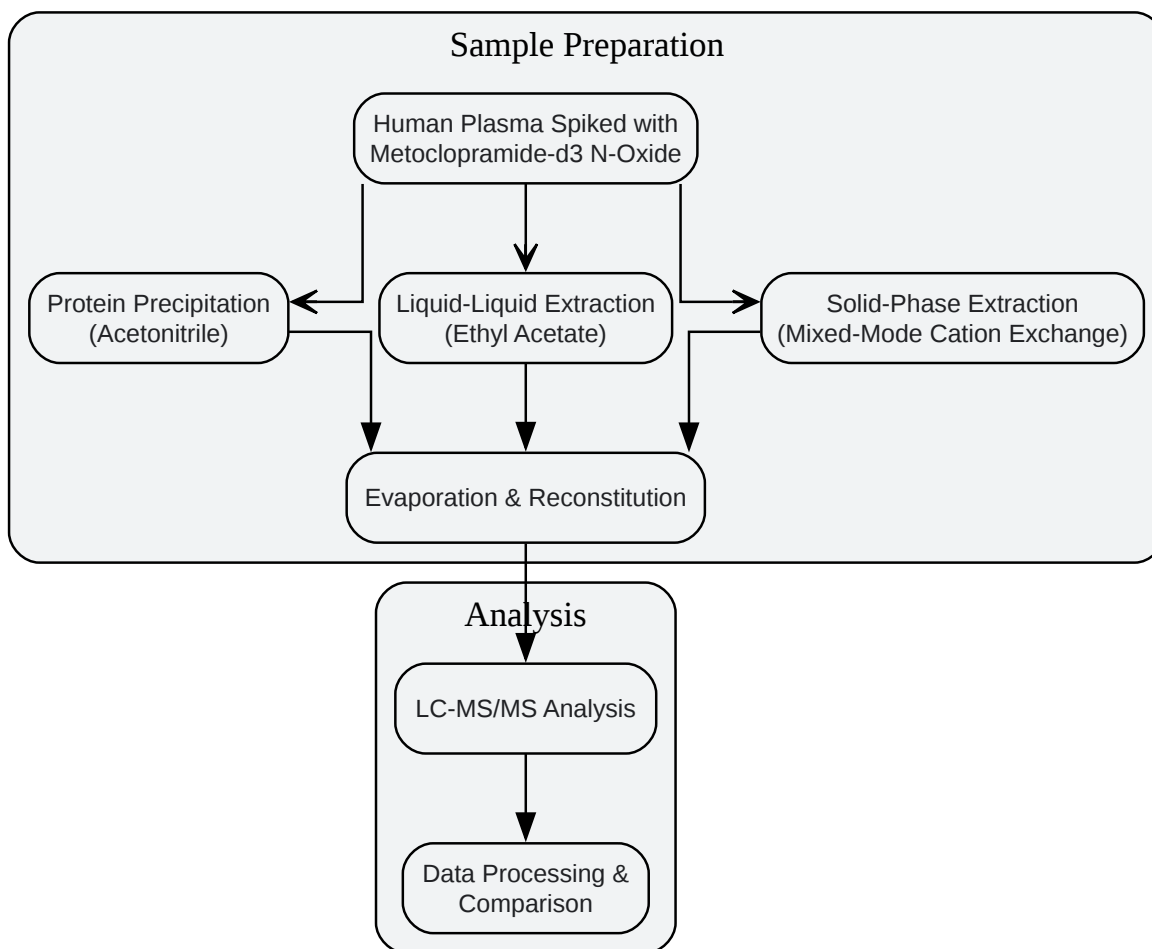 Sample Preparation
Human Plasma Spiked with
Metoclopramide-d3 N-Oxide
Protein Precipitation
(Acetonitrile)
Liquid-Liquid Extraction
(Ethyl Acetate)
Solid-Phase Extraction
(Mixed-Mode Cation Exchange)
Evaporation & Reconstitution
Analysis
LC-MS/MS Analysis
Data Processing &
Comparison